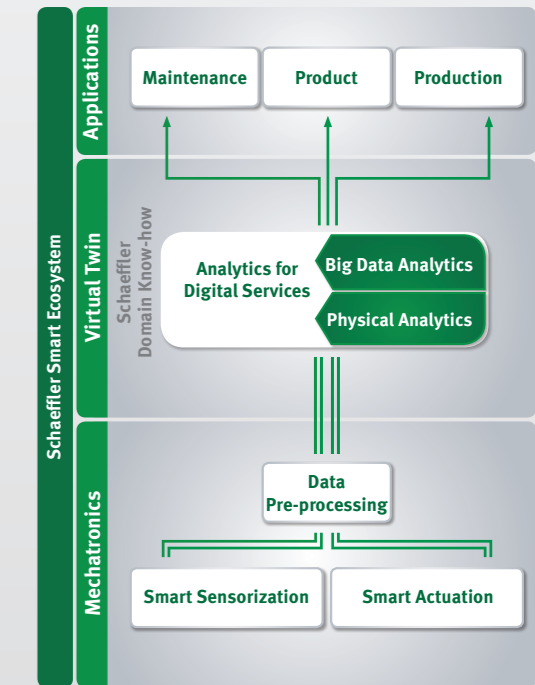 Schaeffler Smart Ecosystem
Applications
Maintenance
Product
Production
Virtual Twin
Schaeffler
Domain Know-how
Analytics for
Digital Services
Big Data Analytics
Physical Analytics
Mechatronics
Data
Pre-processing
Smart Sensorization
Smart Actuation